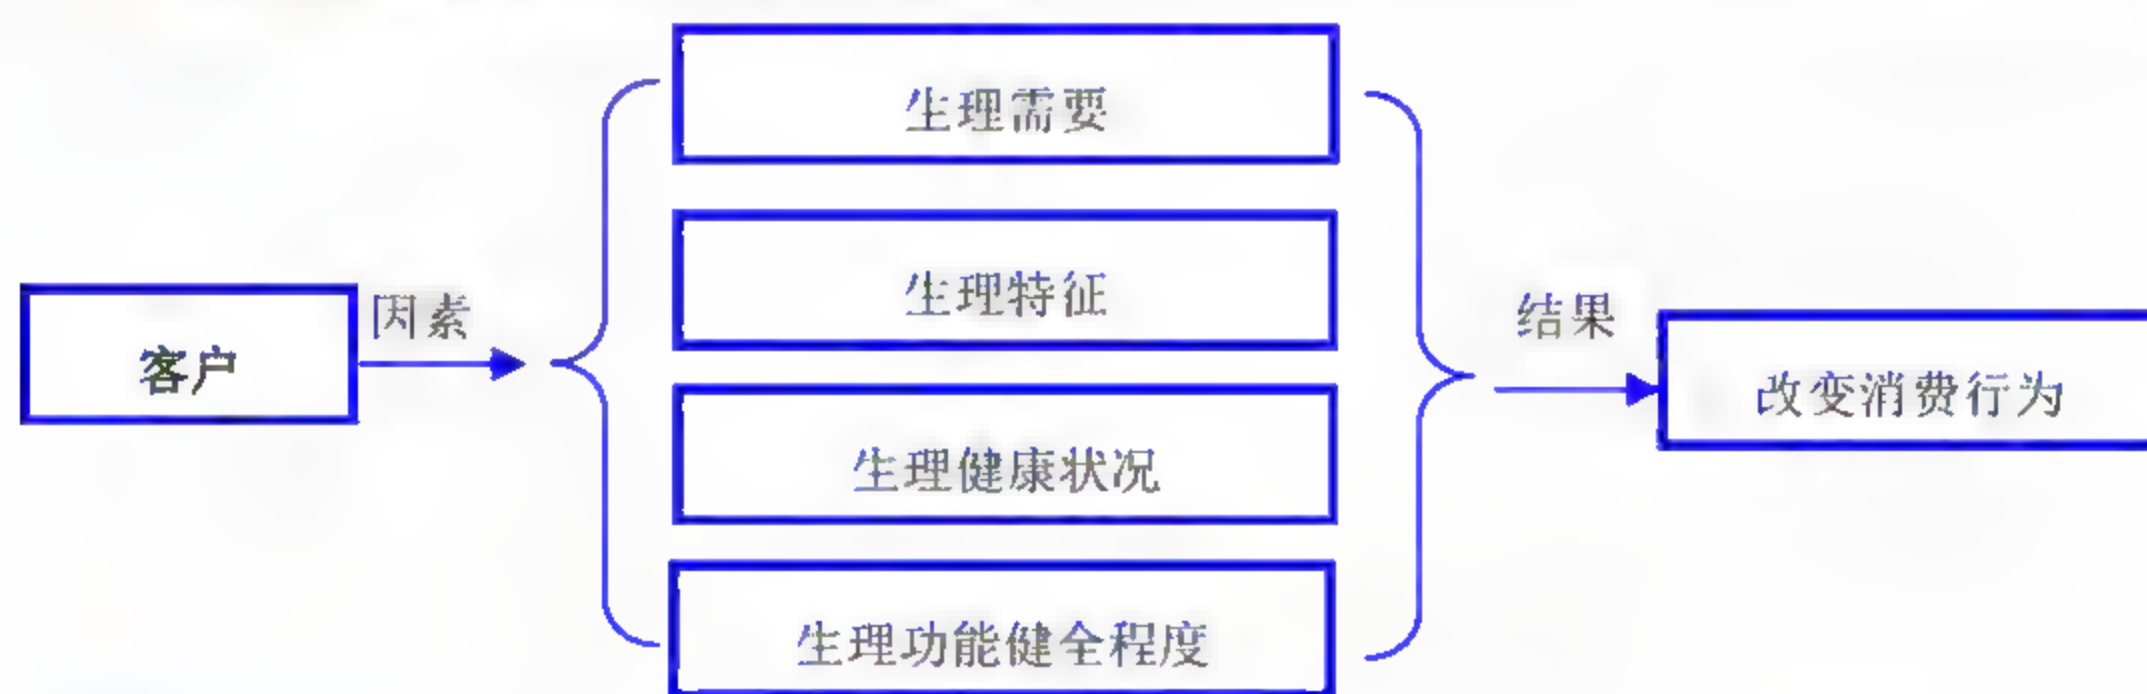 客户
因素
生理需要
生理特征
生理健康状况
生理功能健全程度
结果
改变消费行为